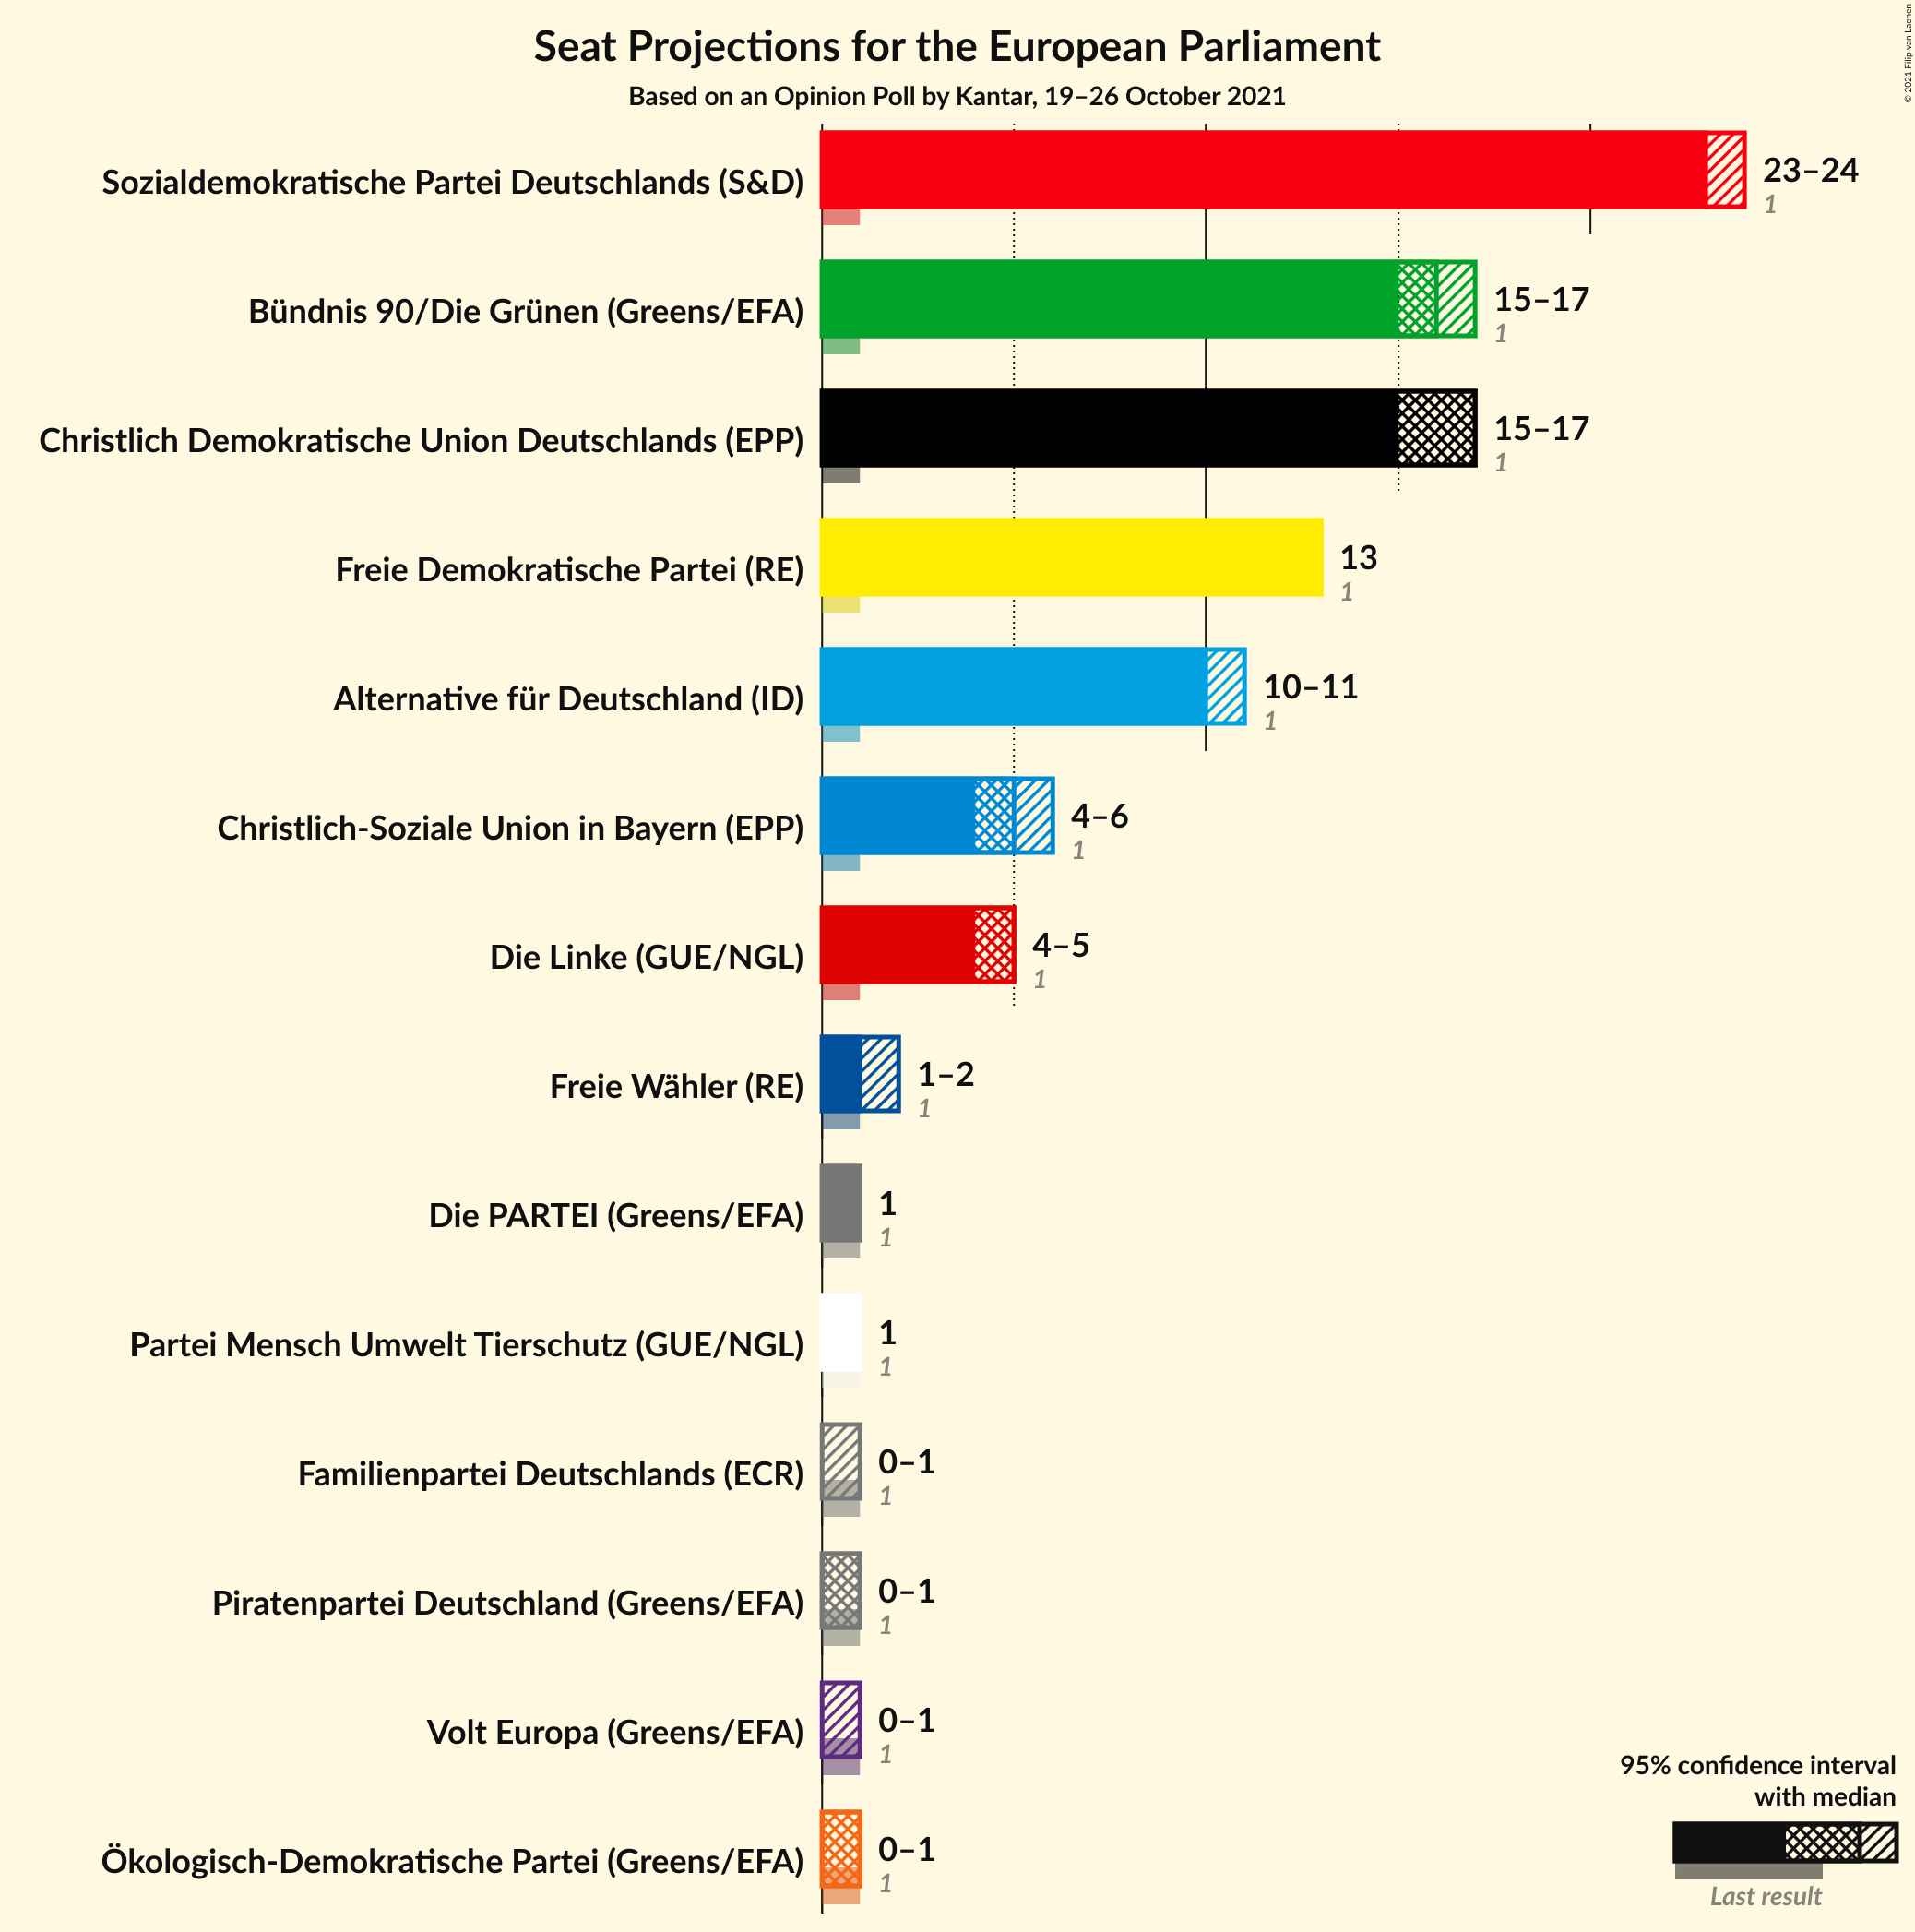 Seat Projections for the European Parliament
Based on an Opinion Poll by Kantar, 19–26 October 2021
© 2021 Filip van Laenen
Sozialdemokratische Partei Deutschlands (S&D)
23–24
1
Bündnis 90/Die Grünen (Greens/EFA)
15–17
1
Christlich Demokratische Union Deutschlands (EPP)
15–17
1
Freie Demokratische Partei (RE)
13
1
Alternative für Deutschland (ID)
10–11
1
Christlich-Soziale Union in Bayern (EPP)
4–6
1
Die Linke (GUE/NGL)
4–5
1
Freie Wähler (RE)
1–2
1
Die PARTEI (Greens/EFA)
1
1
Partei Mensch Umwelt Tierschutz (GUE/NGL)
1
1
Familienpartei Deutschlands (ECR)
0–1
1
Piratenpartei Deutschland (Greens/EFA)
0–1
1
Volt Europa (Greens/EFA)
0–1
1
Ökologisch-Demokratische Partei (Greens/EFA)
0–1
1
95% confidence interval
with median
Last result